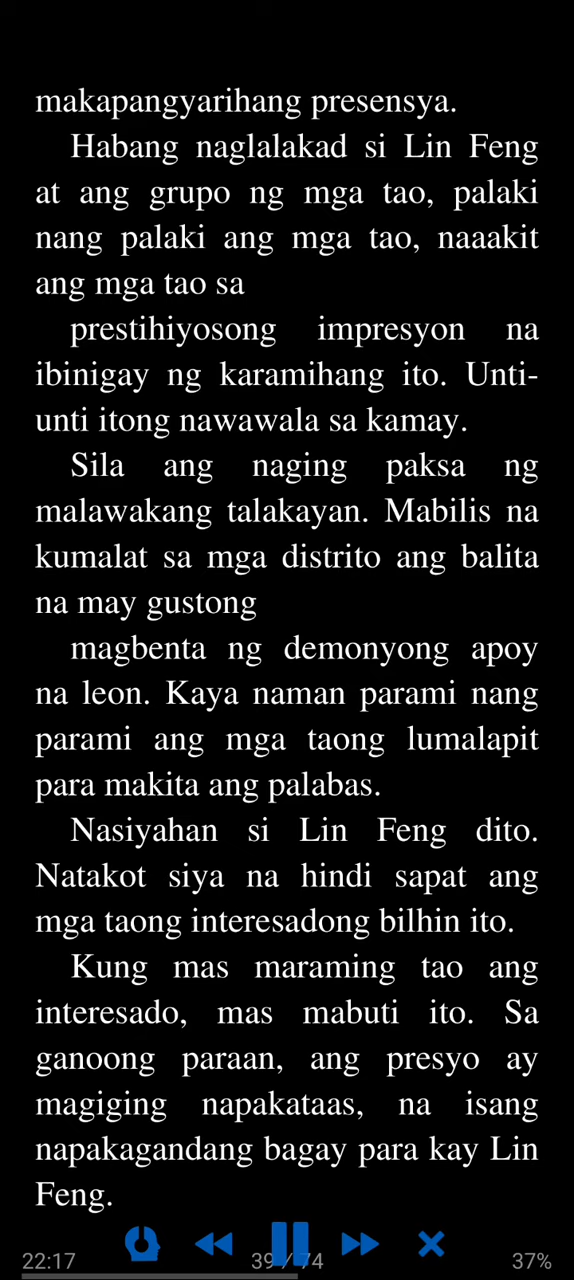 makapangyarihang presensya.
Habang naglalakad si Lin Feng
at ang grupo ng mga tao, palaki
nang palaki ang mga tao, naaakit
ang mga tao sa
prestihiyosong impresyon na
ibinigay ng karamihang ito. Unti-
unti itong nawawala sa kamay.
Sila ang naging paksa ng
malawakang talakayan. Mabilis na
kumalat sa mga distrito ang balita
na may gustong
magbenta ng demonyong apoy
na leon. Kaya naman parami nang
parami ang mga taong lumalapit
para makita ang palabas.
Nasiyahan si Lin Feng dito.
Natakot siya na hindi sapat ang
mga taong interesadong bilhin ito.
Kung mas maraming tao ang
interesado, mas mabuti ito. Sa
ganoong paraan, ang presyo ay
magiging napakataas, na isang
napakagandang bagay para kay Lin
Feng.
22:17 39 / 74 37%